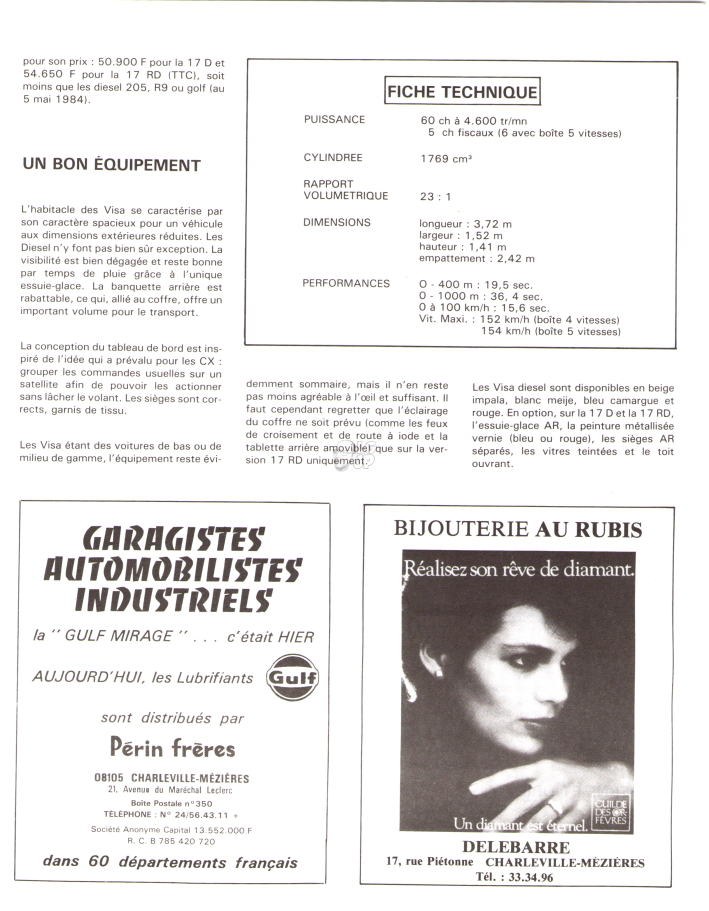 pour son prix : 50.900 F pour la 17 D et
54.650 F pour la 17 RD (TTC), soit
moins que les diesel 205, R9 ou golf (au
5 mai 1984).
UN BON ÉQUIPEMENT
L'habitacle des Visa se caractérise par
son caractère spacieux pour un véhicule
aux dimensions extérieures réduites. Les
Diesel n'y font pas bien sûr exception. La
visibilité est bien dégagée et reste bonne
par temps de pluie grâce à l'unique
essuie-glace. La banquette arrière est
rabattable, ce qui, allié au coffre, offre un
important volume pour le transport.
La conception du tableau de bord est ins-
piré de l'idée qui a prévalu pour les CX :
grouper les commandes usuelles sur un
satellite afin de pouvoir les actionner
sans lâcher le volant. Les sièges sont cor-
rects, garnis de tissu.
Les Visa étant des voitures de bas ou de
milieu de gamme, l'équipement reste évi-
FICHE TECHNIQUE
PUISSANCE 60 ch à 4.600 tr/mn
5 ch fiscaux (6 avec boîte 5 vitesses)
CYLINDREE 1769 cm³
RAPPORT
VOLUMETRIQUE 23 : 1
DIMENSIONS longueur : 3,72 m
largeur : 1,52 m
hauteur : 1,41 m
empattement : 2,42 m
PERFORMANCES 0 - 400 m : 19,5 sec.
0 - 1000 m : 36, 4 sec.
0 à 100 km/h : 15,6 sec.
Vit. Maxi. : 152 km/h (boîte 4 vitesses)
154 km/h (boîte 5 vitesses)
demment sommaire, mais il n'en reste
pas moins agréable à l'œil et suffisant. Il
faut cependant regretter que l'éclairage
du coffre ne soit prévu (comme les feux
de croisement et de route à iode et la
tablette arrière amovible) que sur la ver-
sion 17 RD uniquement.
Les Visa diesel sont disponibles en beige
impala, blanc meije, bleu camargue et
rouge. En option, sur la 17 D et la 17 RD,
l'essuie-glace AR, la peinture métallisée
vernie (bleu ou rouge), les sièges AR
séparés, les vitres teintées et le toit
ouvrant.
GARAGISTES
AUTOMOBILISTES
INDUSTRIELS
la " GULF MIRAGE " . . . c'était HIER
AUJOURD'HUI, les Lubrifiants Gulf
sont distribués par
Périn frères
08105 CHARLEVILLE-MÉZIÈRES
21, Avenue du Maréchal Leclerc
Boîte Postale n° 350
TÉLÉPHONE : N° 24/56.43.11 +
Société Anonyme Capital 13.552.000 F
R. C. B 785 420 720
dans 60 départements français
BIJOUTERIE AU RUBIS
Réalisez son rêve de diamant.
GUILDE
DES OR-
FÈVRES
Un diamant est éternel.
DELEBARRE
17, rue Piétonne CHARLEVILLE-MÉZIÈRES
Tél. : 33.34.96